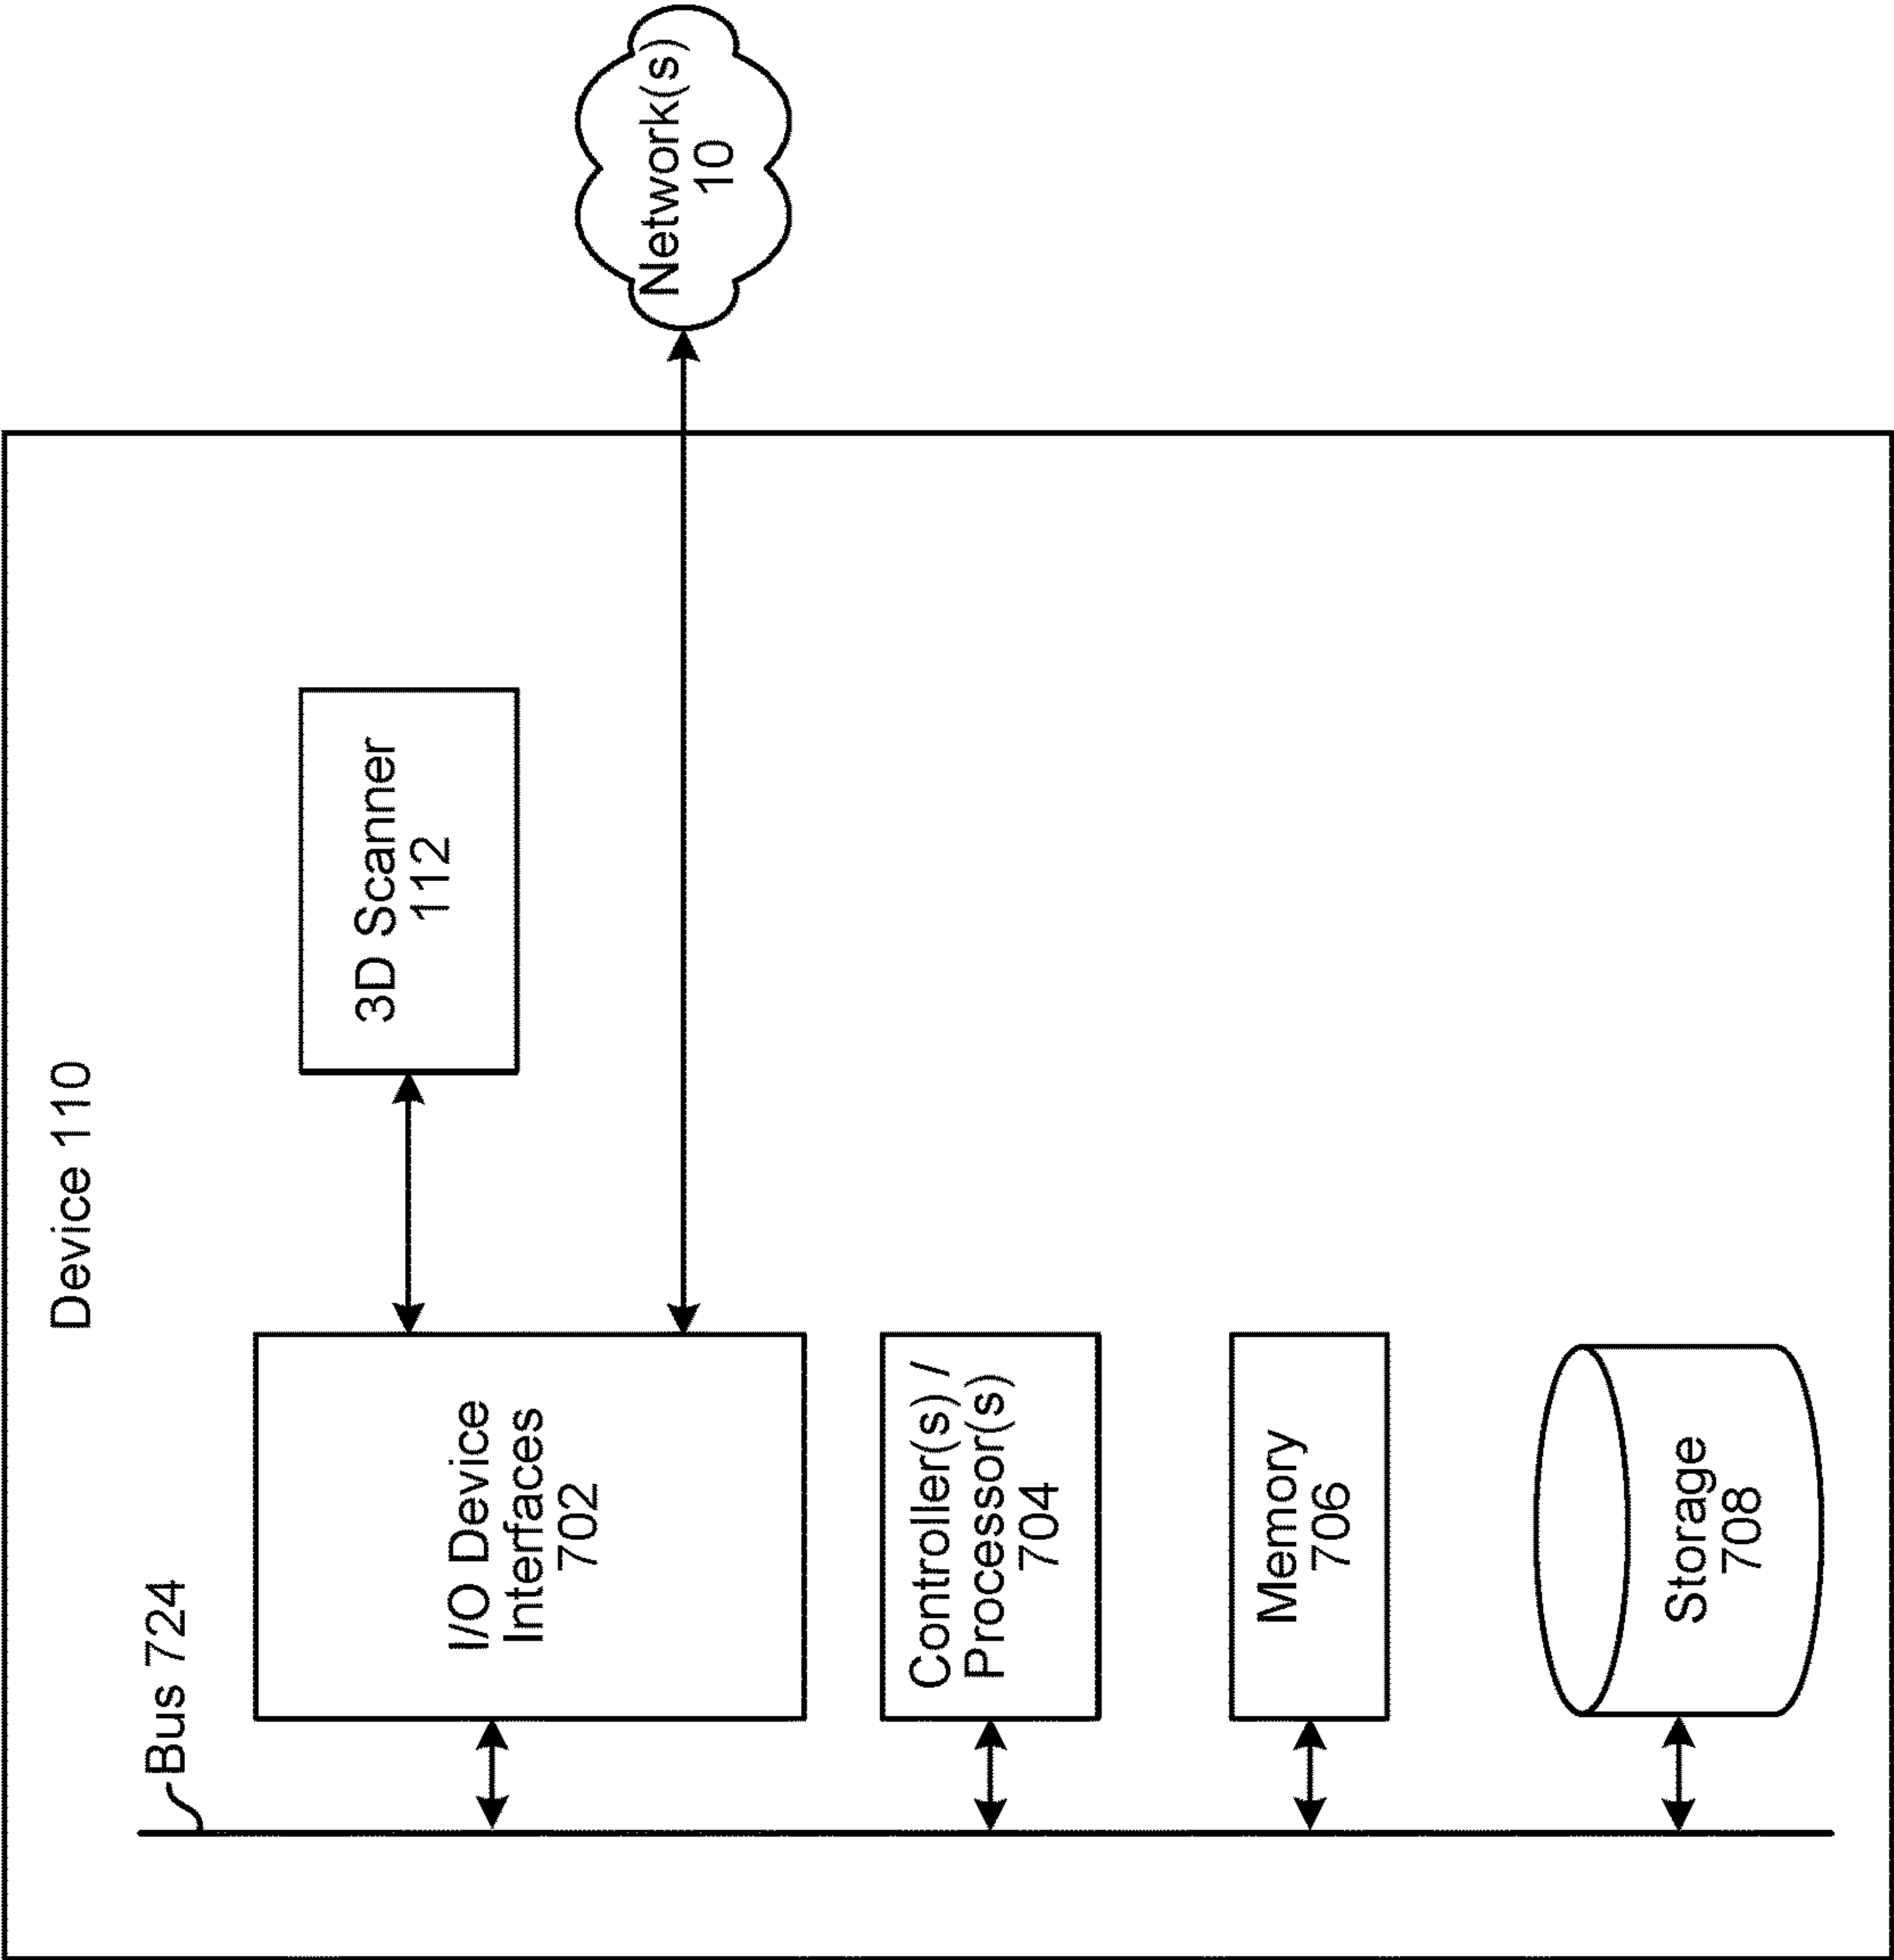 Device 110
Bus 724
I/O Device
Interfaces
702
3D Scanner
112
Network(s)
10
Controller(s) /
Processor(s)
704
Memory
706
Storage
708